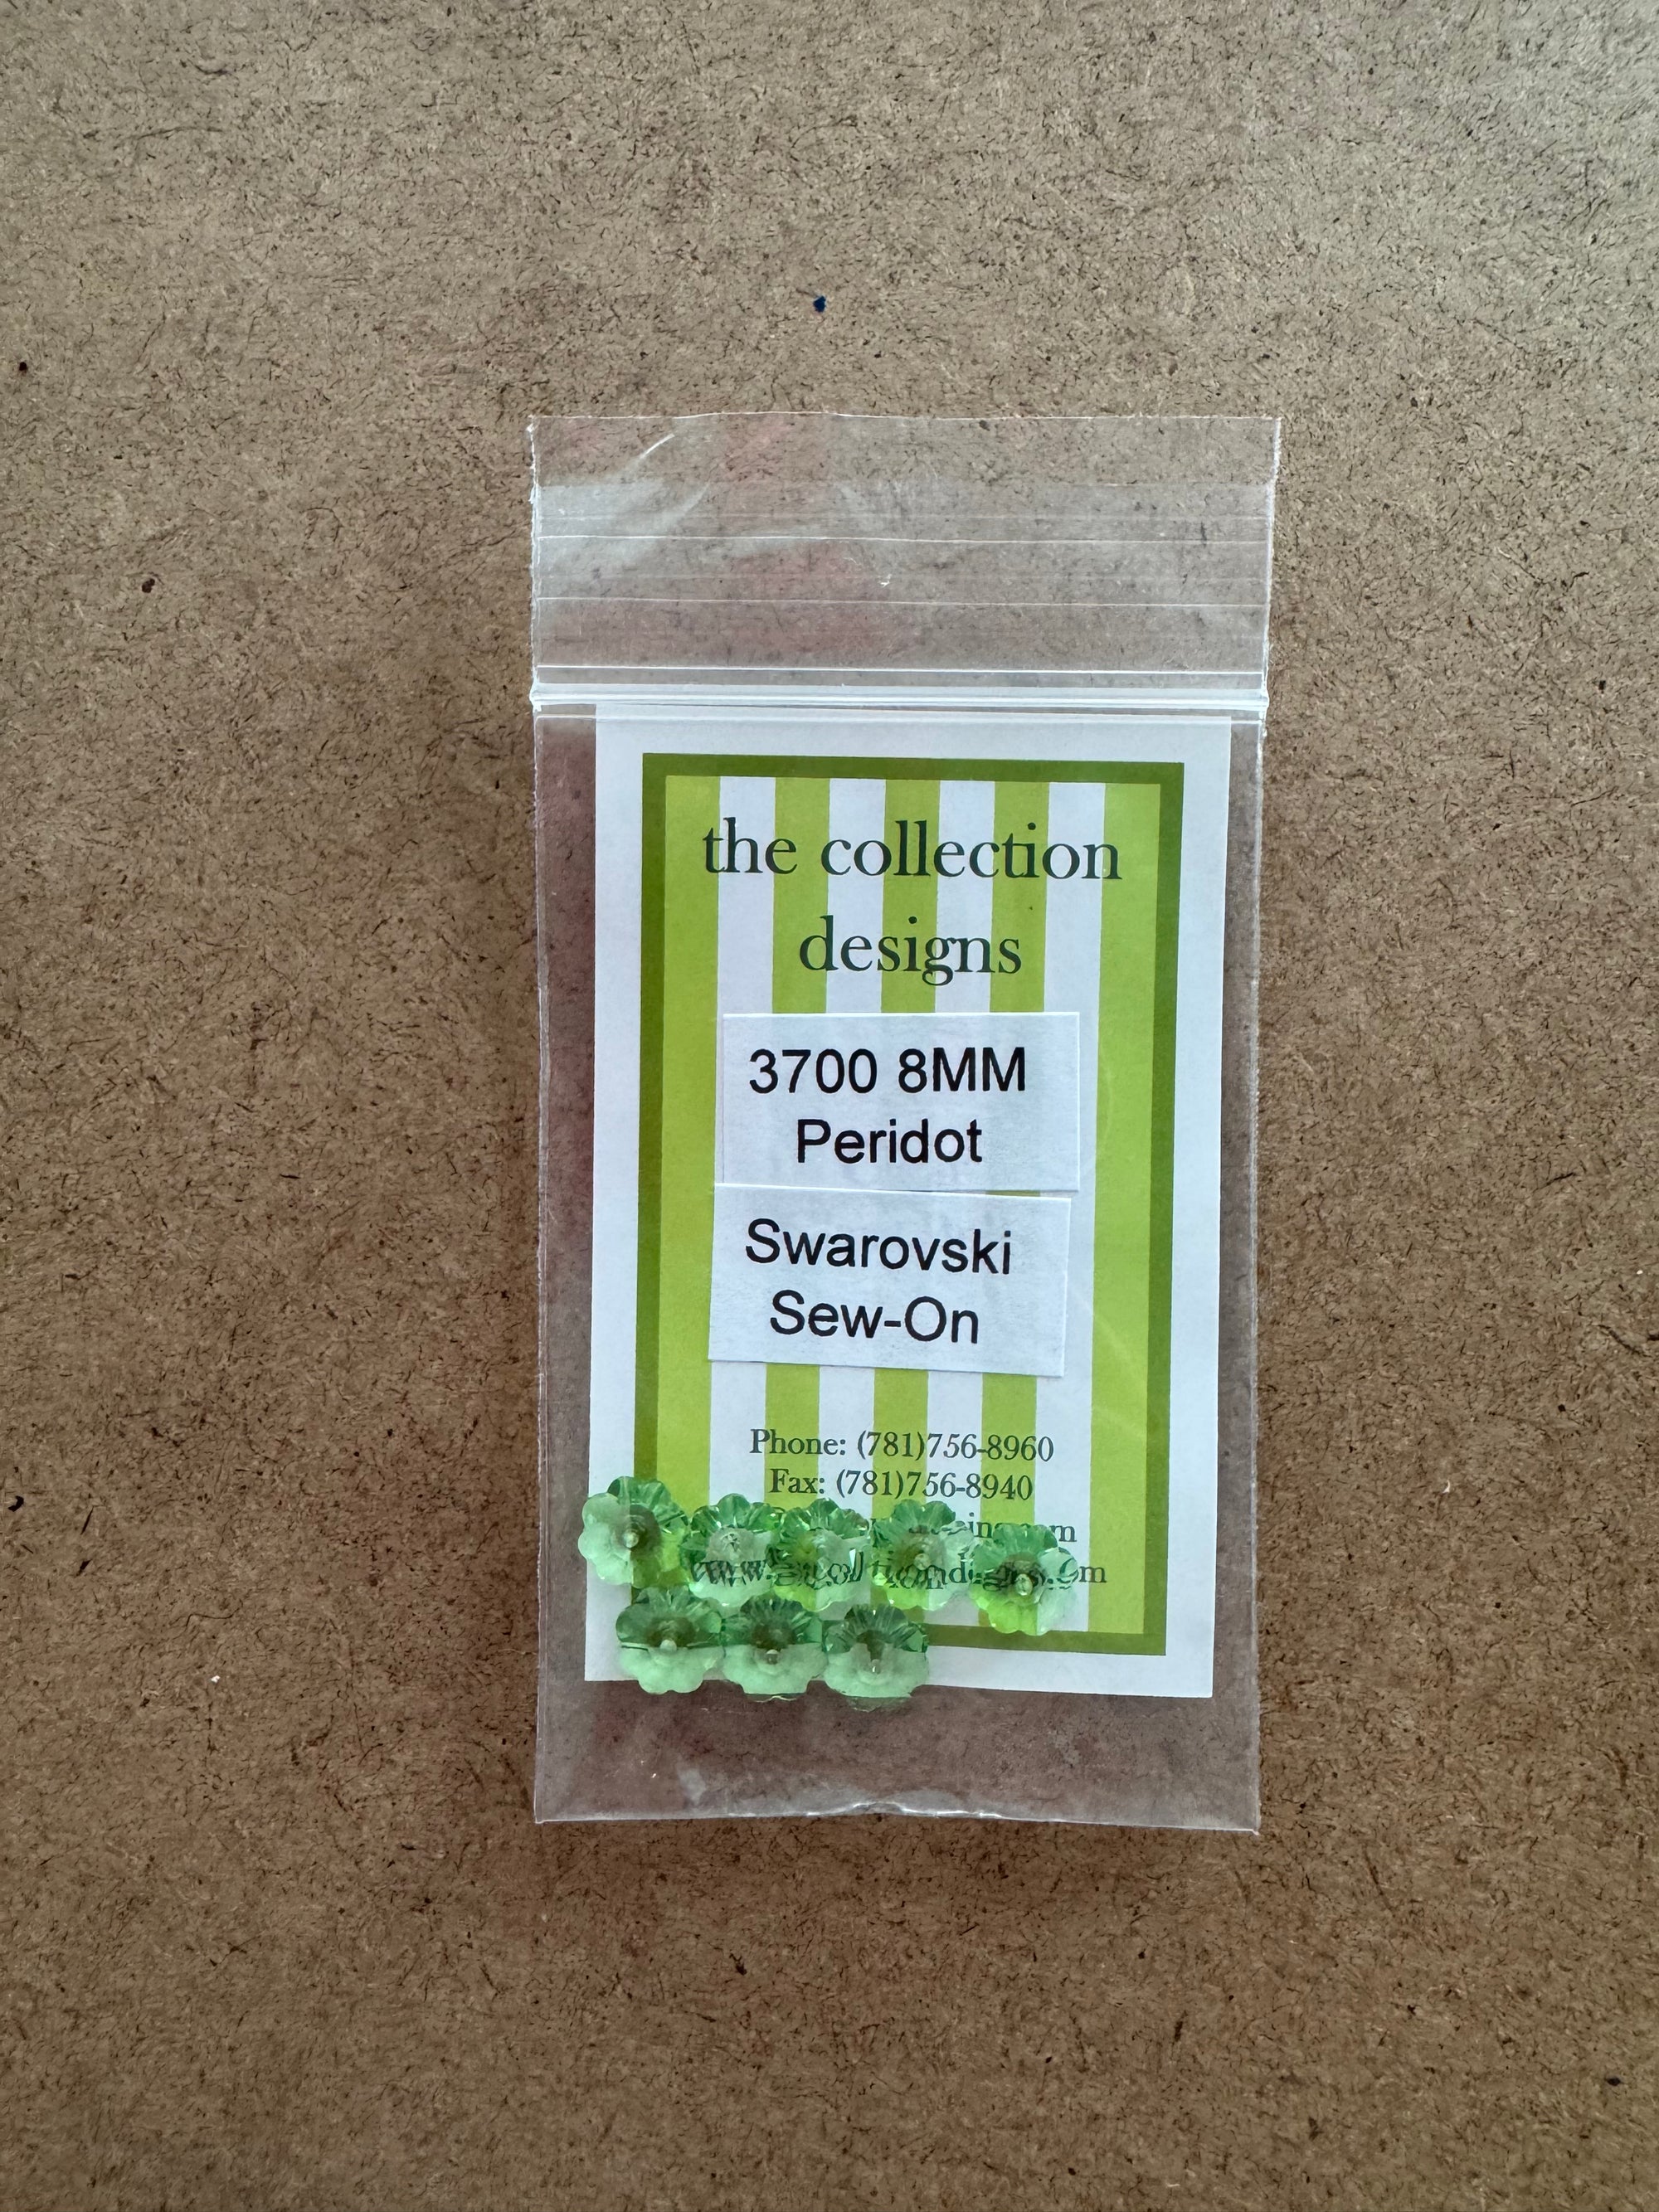 the collection
designs
3700 8MM
Peridot
Swarovski
Sew-On
Phone: (781)756-8960
Fax: (781)756-8940